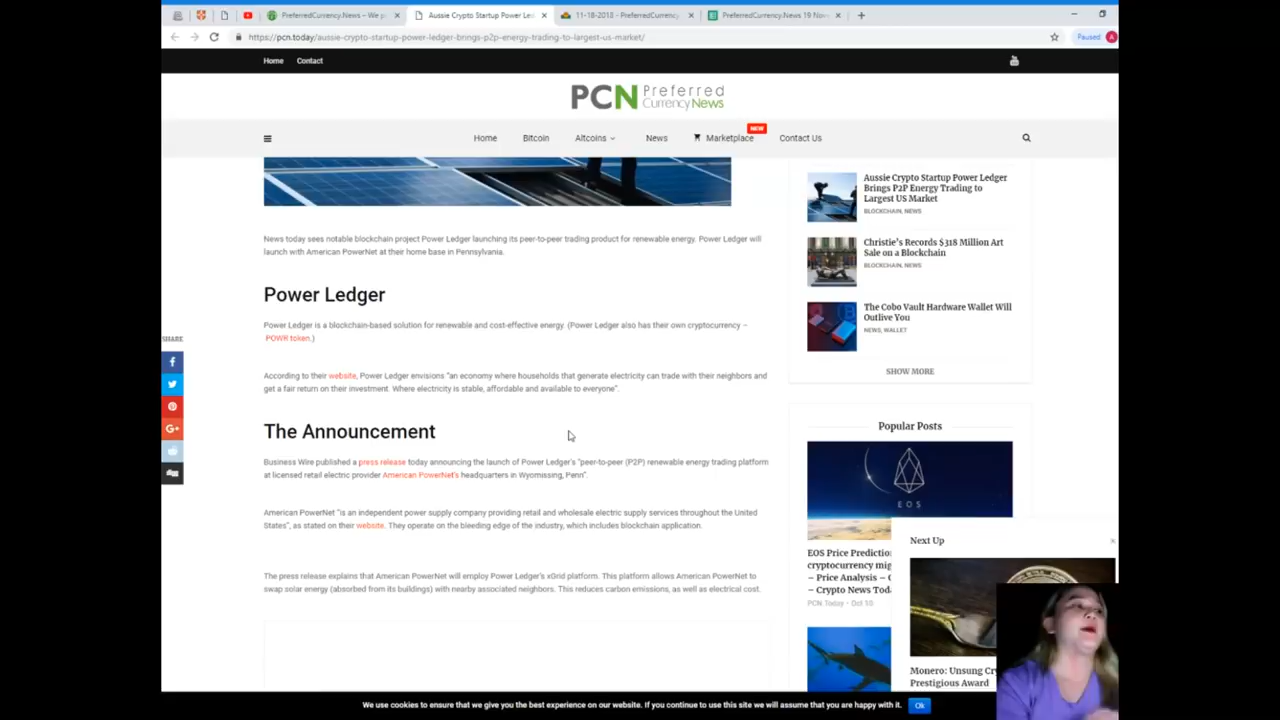 PreferredCurrency.News – We p
Aussie Crypto Startup Power Led
11-18-2018 - PreferredCurrency
PreferredCurrency.News 19 Nov
https://pcn.today/aussie-crypto-startup-power-ledger-brings-p2p-energy-trading-to-largest-us-market/
Paused
A
Home
Contact
PCN Preferred
CurrencyNews
NEW
Home
Bitcoin
Altcoins
News
Marketplace
Contact Us
News today sees notable blockchain project Power Ledger launching its peer-to-peer trading product for renewable energy. Power Ledger will
launch with American PowerNet at their home base in Pennsylvania.
Power Ledger
SHARE
Power Ledger is a blockchain-based solution for renewable and cost-effective energy. (Power Ledger also has their own cryptocurrency –
POWR token.)
According to their website, Power Ledger envisions “an economy where households that generate electricity can trade with their neighbors and
get a fair return on their investment. Where electricity is stable, affordable and available to everyone”.
The Announcement
Business Wire published a press release today announcing the launch of Power Ledger's “peer-to-peer (P2P) renewable energy trading platform
at licensed retail electric provider American PowerNet's headquarters in Wyomissing, Penn”.
American PowerNet “is an independent power supply company providing retail and wholesale electric supply services throughout the United
States”, as stated on their website. They operate on the bleeding edge of the industry, which includes blockchain application.
The press release explains that American PowerNet will employ Power Ledger's xGrid platform. This platform allows American PowerNet to
swap solar energy (absorbed from its buildings) with nearby associated neighbors. This reduces carbon emissions, as well as electrical cost.
Aussie Crypto Startup Power Ledger
Brings P2P Energy Trading to
Largest US Market
BLOCKCHAIN, NEWS
Christie's Records $318 Million Art
Sale on a Blockchain
BLOCKCHAIN, NEWS
The Cobo Vault Hardware Wallet Will
Outlive You
NEWS, WALLET
SHOW MORE
Popular Posts
EOS
EOS Price Predictio
cryptocurrency mig
– Price Analysis –
Crypto News Toda
PCN Today - Oct 10
Next Up
Monero: Unsung Cr
Prestigious Award
We use cookies to ensure that we give you the best experience on our website. If you continue to use this site we will assume that you are happy with it.
Ok